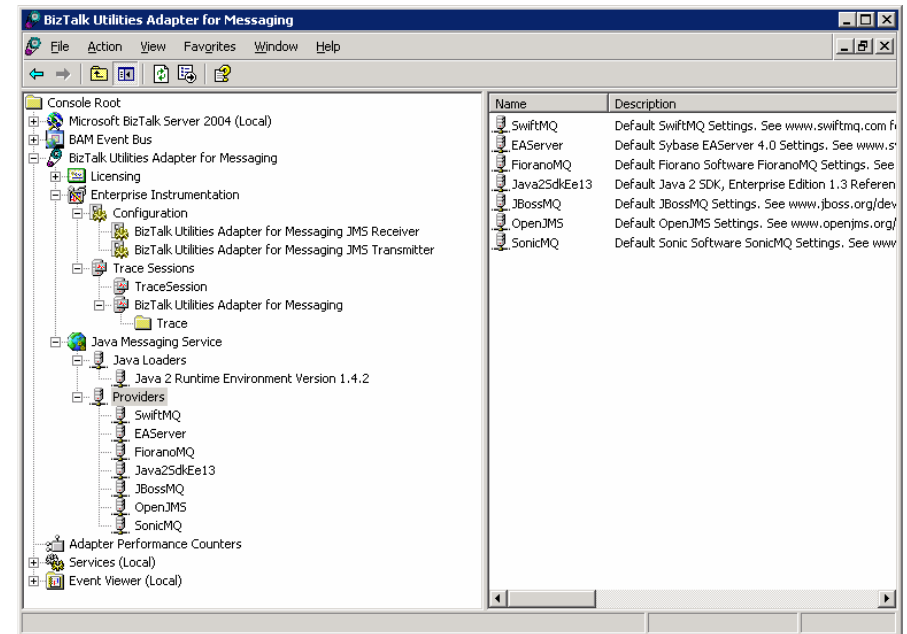 BizTalk Utilities Adapter for Messaging
File Action View Favorites Window Help
Console Root
Microsoft BizTalk Server 2004 (Local)
BAM Event Bus
BizTalk Utilities Adapter for Messaging
Licensing
Enterprise Instrumentation
Configuration
BizTalk Utilities Adapter for Messaging JMS Receiver
BizTalk Utilities Adapter for Messaging JMS Transmitter
Trace Sessions
TraceSession
BizTalk Utilities Adapter for Messaging
Trace
Java Messaging Service
Java Loaders
Java 2 Runtime Environment Version 1.4.2
Providers
SwiftMQ
EAServer
FioranoMQ
Java2SdkEe13
JBossMQ
OpenJMS
SonicMQ
Adapter Performance Counters
Services (Local)
Event Viewer (Local)
Name Description
SwiftMQ Default SwiftMQ Settings. See www.swiftmq.com f
EAServer Default Sybase EAServer 4.0 Settings. See www.s
FioranoMQ Default Fiorano Software FioranoMQ Settings. See
Java2SdkEe13 Default Java 2 SDK, Enterprise Edition 1.3 Referen
JBossMQ Default JBossMQ Settings. See www.jboss.org/dev
OpenJMS Default OpenJMS Settings. See www.openjms.org/
SonicMQ Default Sonic Software SonicMQ Settings. See www